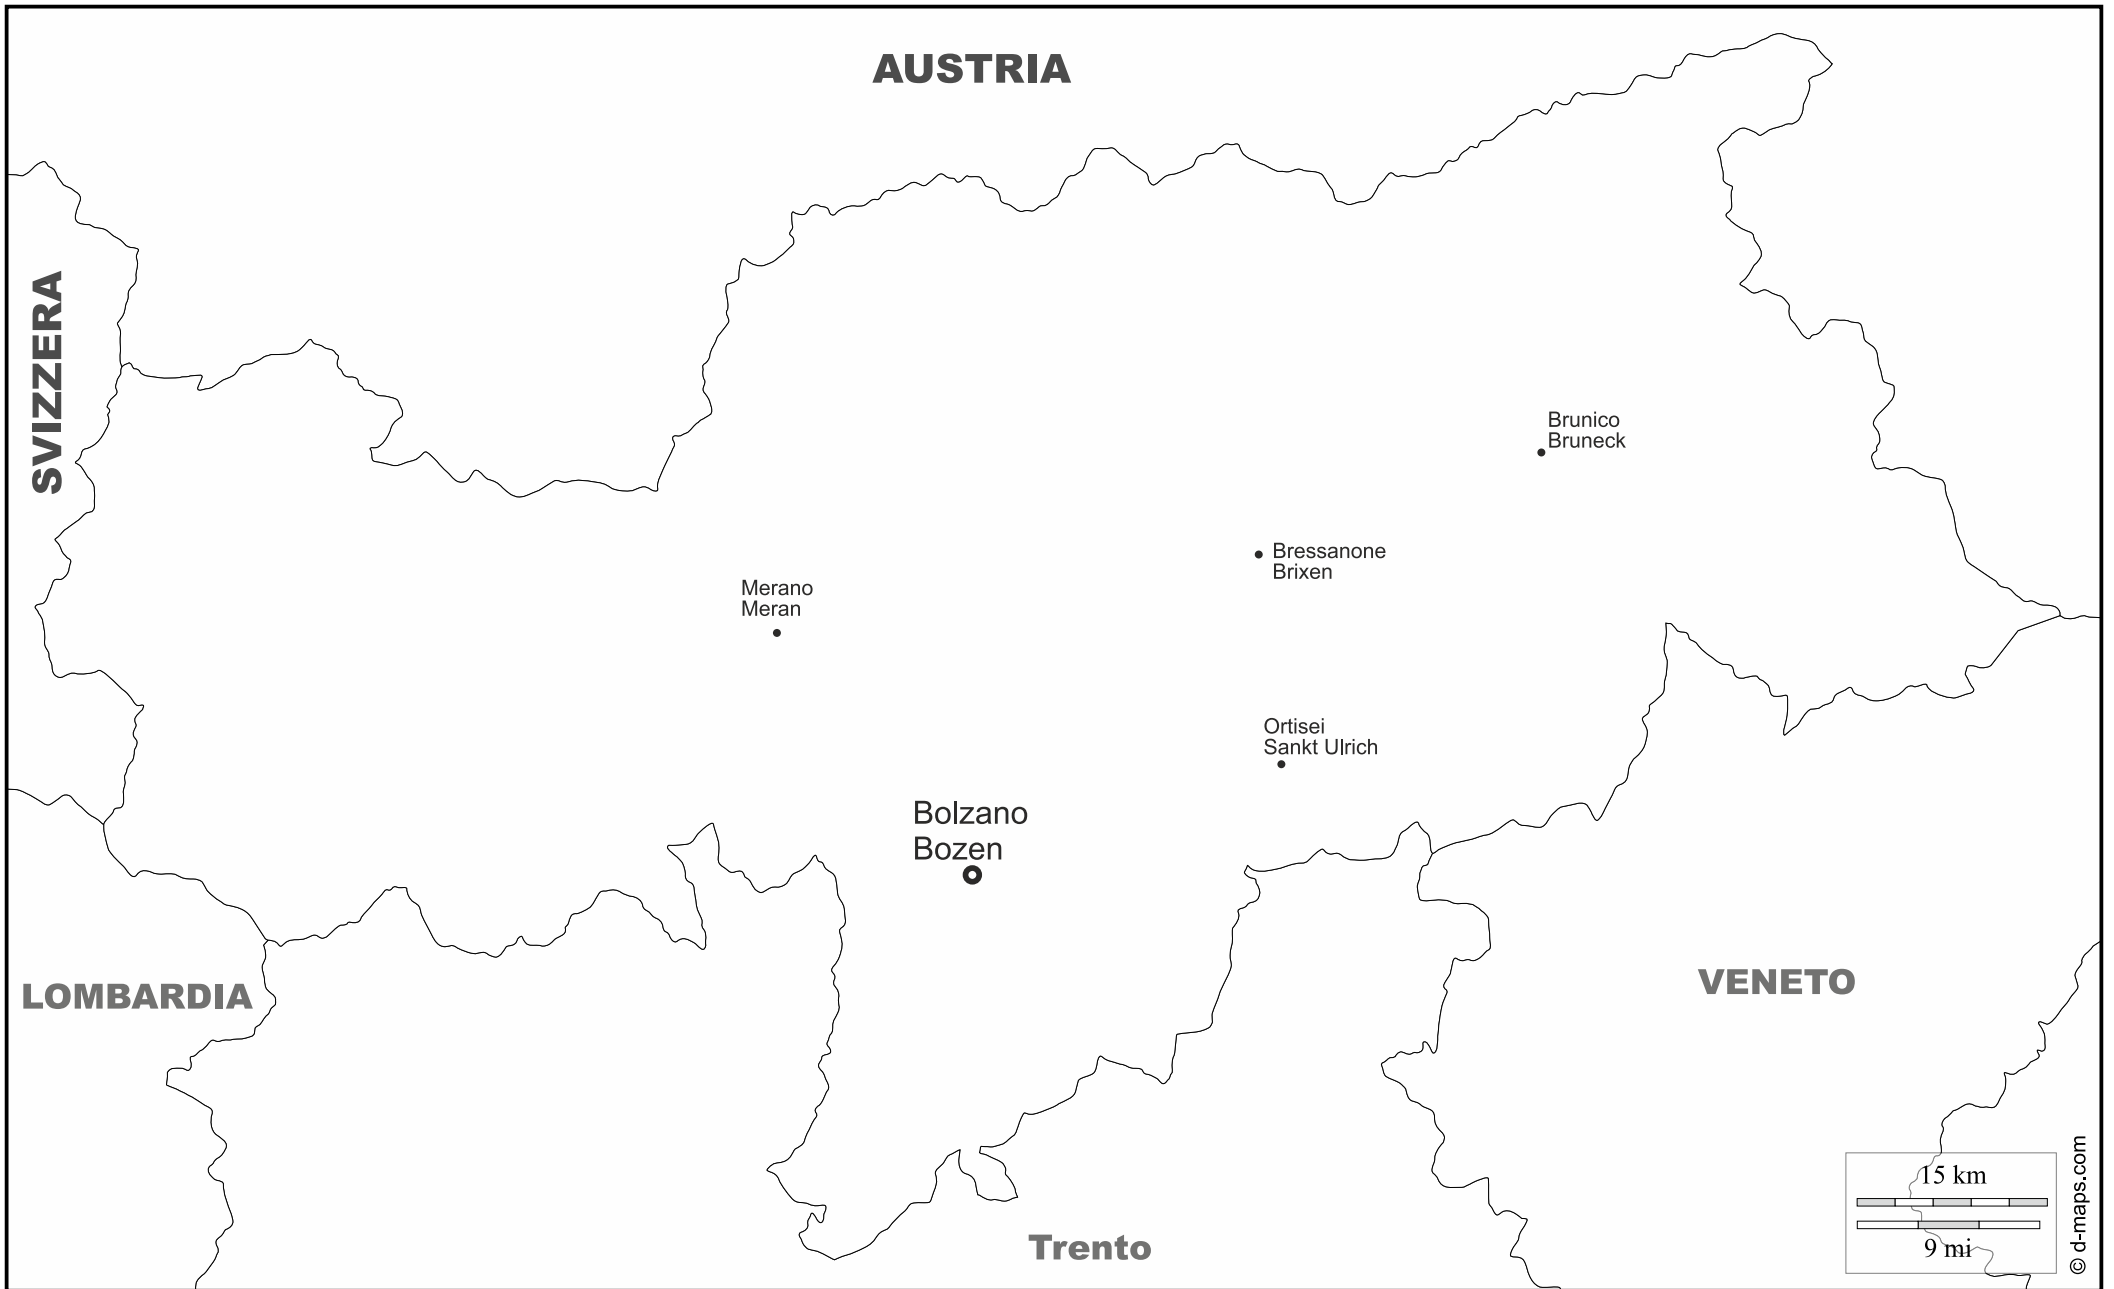 AUSTRIA
SVIZZERA
Brunico
Bruneck
Bressanone
Brixen
Merano
Meran
Ortisei
Sankt Ulrich
Bolzano
Bozen
LOMBARDIA
VENETO
Trento
15 km
9 mi
© d-maps.com